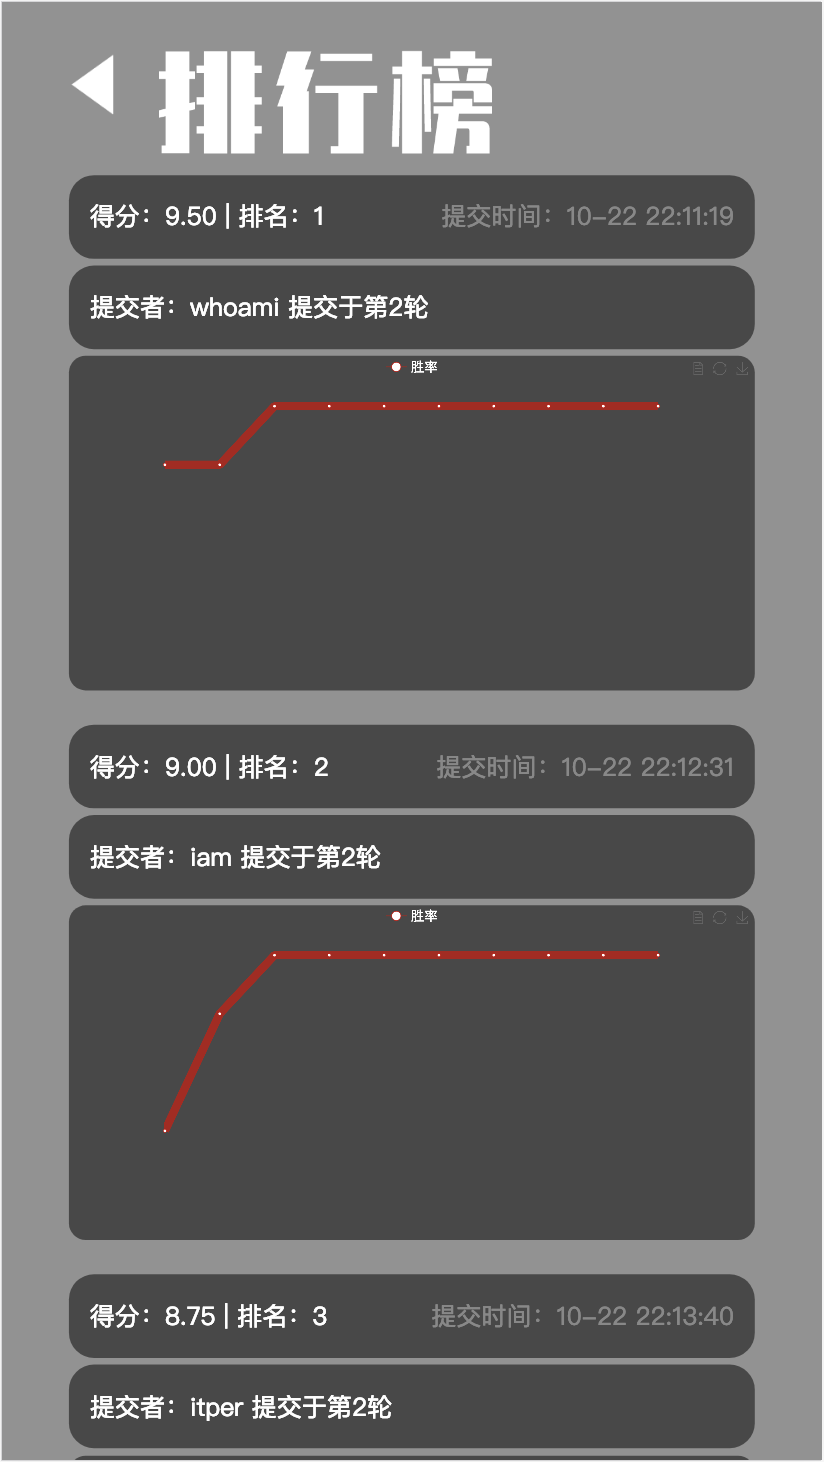 排行榜
得分：9.50 | 排名：1 提交时间：10-22 22:11:19
提交者：whoami 提交于第2轮
胜率
得分：9.00 | 排名：2 提交时间：10-22 22:12:31
提交者：iam 提交于第2轮
胜率
得分：8.75 | 排名：3 提交时间：10-22 22:13:40
提交者：itper 提交于第2轮